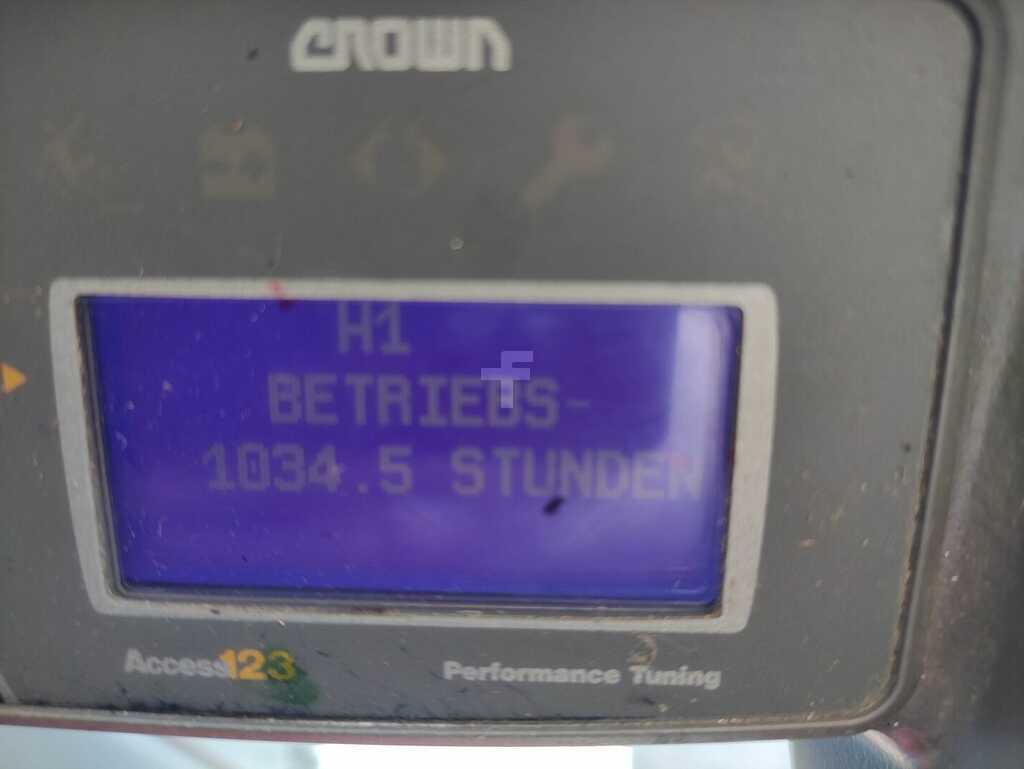 CROWN
H1
BETRIEBS-
1034.5 STUNDEN
Access123
Performance Tuning